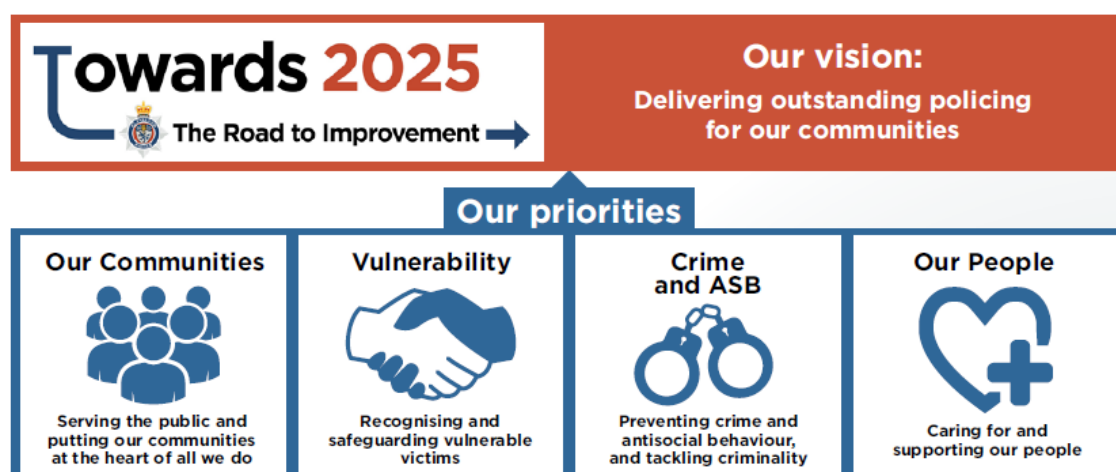 Towards 2025
The Road to Improvement
Our vision:
Delivering outstanding policing
for our communities
Our priorities
Our Communities
Serving the public and
putting our communities
at the heart of all we do
Vulnerability
Recognising and
safeguarding vulnerable
victims
Crime
and ASB
Preventing crime and
antisocial behaviour,
and tackling criminality
Our People
Caring for and
supporting our people